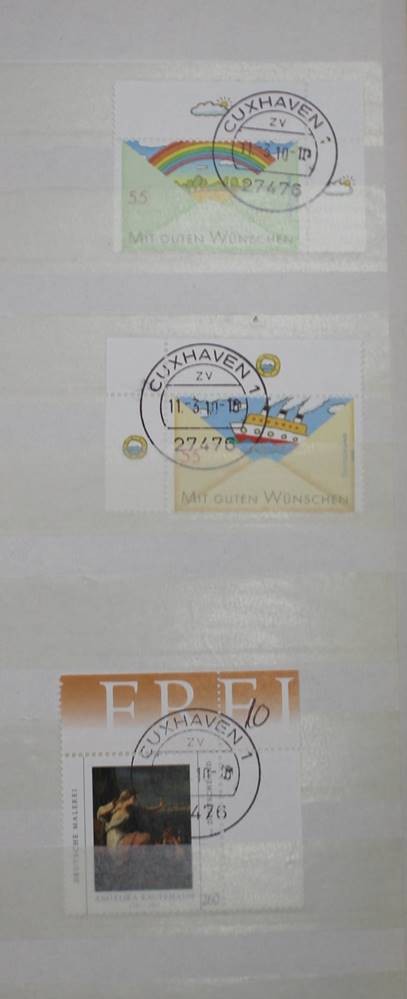 CUXHAVEN 1
ZV
11.-3.10-18
27476
55
MIT GUTEN WÜNSCHEN
CUXHAVEN 1
ZV
11.-3.10-18
27476
55
MIT GUTEN WÜNSCHEN
EREI
10
CUXHAVEN 1
ZV
476
DEUTSCHE MALEREI
ANGELIKA KAUFFMANN
260